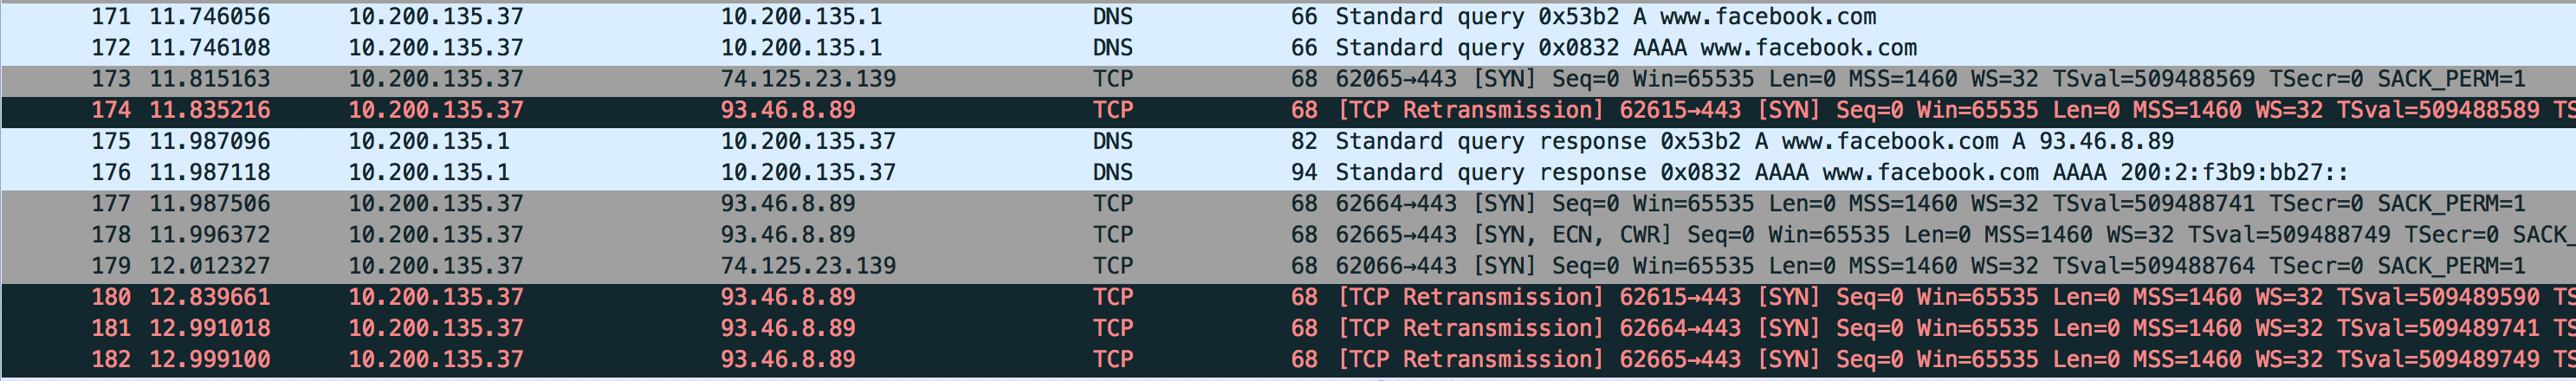 171 11.746056 10.200.135.37 10.200.135.1 DNS 66 Standard query 0x53b2 A www.facebook.com
172 11.746108 10.200.135.37 10.200.135.1 DNS 66 Standard query 0x0832 AAAA www.facebook.com
173 11.815163 10.200.135.37 74.125.23.139 TCP 68 62065→443 [SYN] Seq=0 Win=65535 Len=0 MSS=1460 WS=32 TSval=509488569 TSecr=0 SACK_PERM=1
174 11.835216 10.200.135.37 93.46.8.89 TCP 68 [TCP Retransmission] 62615→443 [SYN] Seq=0 Win=65535 Len=0 MSS=1460 WS=32 TSval=509488589 TS
175 11.987096 10.200.135.1 10.200.135.37 DNS 82 Standard query response 0x53b2 A www.facebook.com A 93.46.8.89
176 11.987118 10.200.135.1 10.200.135.37 DNS 94 Standard query response 0x0832 AAAA www.facebook.com AAAA 200:2:f3b9:bb27::
177 11.987506 10.200.135.37 93.46.8.89 TCP 68 62664→443 [SYN] Seq=0 Win=65535 Len=0 MSS=1460 WS=32 TSval=509488741 TSecr=0 SACK_PERM=1
178 11.996372 10.200.135.37 93.46.8.89 TCP 68 62665→443 [SYN, ECN, CWR] Seq=0 Win=65535 Len=0 MSS=1460 WS=32 TSval=509488749 TSecr=0 SACK_
179 12.012327 10.200.135.37 74.125.23.139 TCP 68 62066→443 [SYN] Seq=0 Win=65535 Len=0 MSS=1460 WS=32 TSval=509488764 TSecr=0 SACK_PERM=1
180 12.839661 10.200.135.37 93.46.8.89 TCP 68 [TCP Retransmission] 62615→443 [SYN] Seq=0 Win=65535 Len=0 MSS=1460 WS=32 TSval=509489590 TS
181 12.991018 10.200.135.37 93.46.8.89 TCP 68 [TCP Retransmission] 62664→443 [SYN] Seq=0 Win=65535 Len=0 MSS=1460 WS=32 TSval=509489741 TS
182 12.999100 10.200.135.37 93.46.8.89 TCP 68 [TCP Retransmission] 62665→443 [SYN] Seq=0 Win=65535 Len=0 MSS=1460 WS=32 TSval=509489749 TS